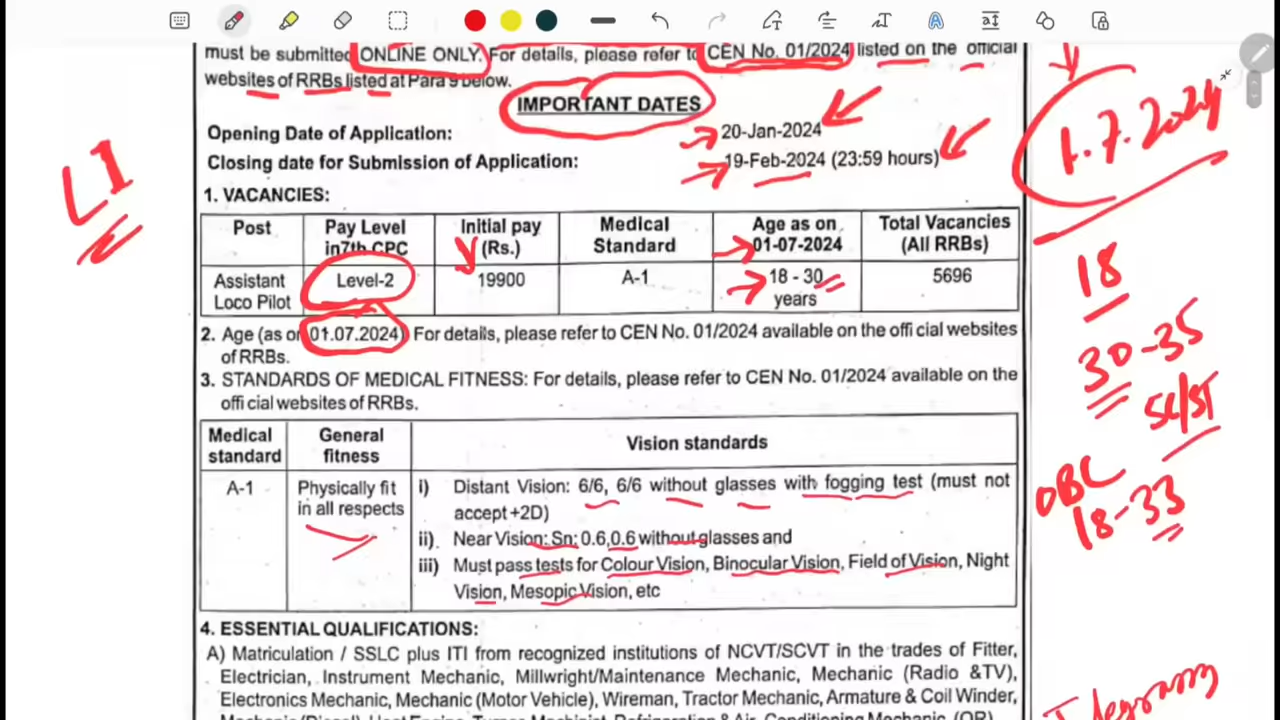 must be submitted ONLINE ONLY. For details, please refer to CEN No. 01/2024 listed on the official
websites of RRBs listed at Para 9 below.
IMPORTANT DATES
Opening Date of Application: 20-Jan-2024
Closing date for Submission of Application: 19-Feb-2024 (23:59 hours)
1.7.2024
LI
1. VACANCIES:
Post Pay Level in7th CPC Initial pay (Rs.) Medical Standard Age as on 01-07-2024 Total Vacancies (All RRBs)
Assistant Loco Pilot Level-2 19900 A-1 18 - 30 years 5696
18
30-35
SC/ST
OBC
18-33
2. Age (as on 01.07.2024) For details, please refer to CEN No. 01/2024 available on the official websites
of RRBs.
3. STANDARDS OF MEDICAL FITNESS: For details, please refer to CEN No. 01/2024 available on the
official websites of RRBs.
Medical standard General fitness Vision standards
A-1 Physically fit in all respects
i) Distant Vision: 6/6, 6/6 without glasses with fogging test (must not
accept +2D)
ii). Near Vision: Sn: 0.6,0.6 without glasses and
iii) Must pass tests for Colour Vision, Binocular Vision, Field of Vision, Night
Vision, Mesopic Vision, etc
4. ESSENTIAL QUALIFICATIONS:
A) Matriculation / SSLC plus ITI from recognized institutions of NCVT/SCVT in the trades of Fitter,
Electrician, Instrument Mechanic, Millwright/Maintenance Mechanic, Mechanic (Radio &TV),
Electronics Mechanic, Mechanic (Motor Vehicle), Wireman, Tractor Mechanic, Armature & Coil Winder,